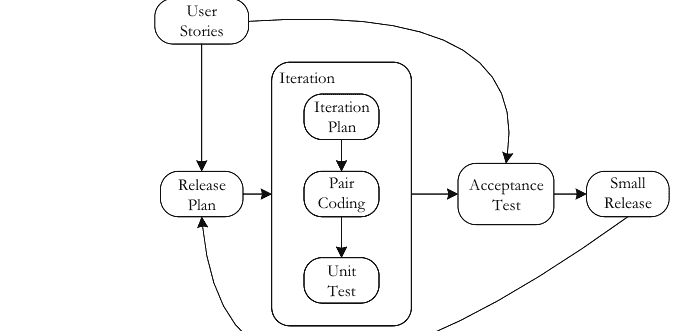 User
Stories
Iteration
Iteration
Plan
Release
Plan
Pair
Coding
Acceptance
Test
Small
Release
Unit
Test